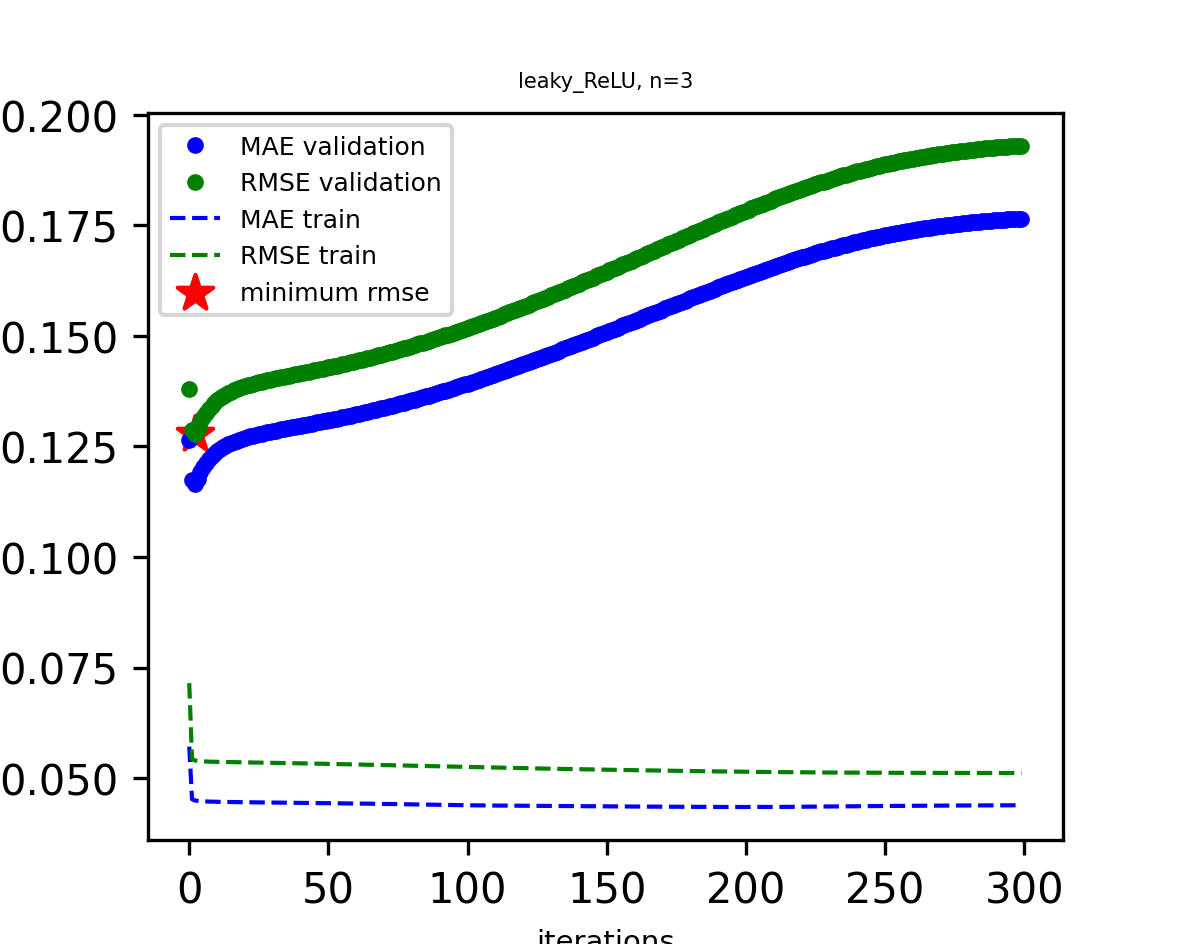 leaky_ReLU, n=3
0.200
0.175
0.150
0.125
0.100
0.075
0.050
MAE validation
RMSE validation
MAE train
RMSE train
minimum rmse
0 50 100 150 200 250 300
iterations